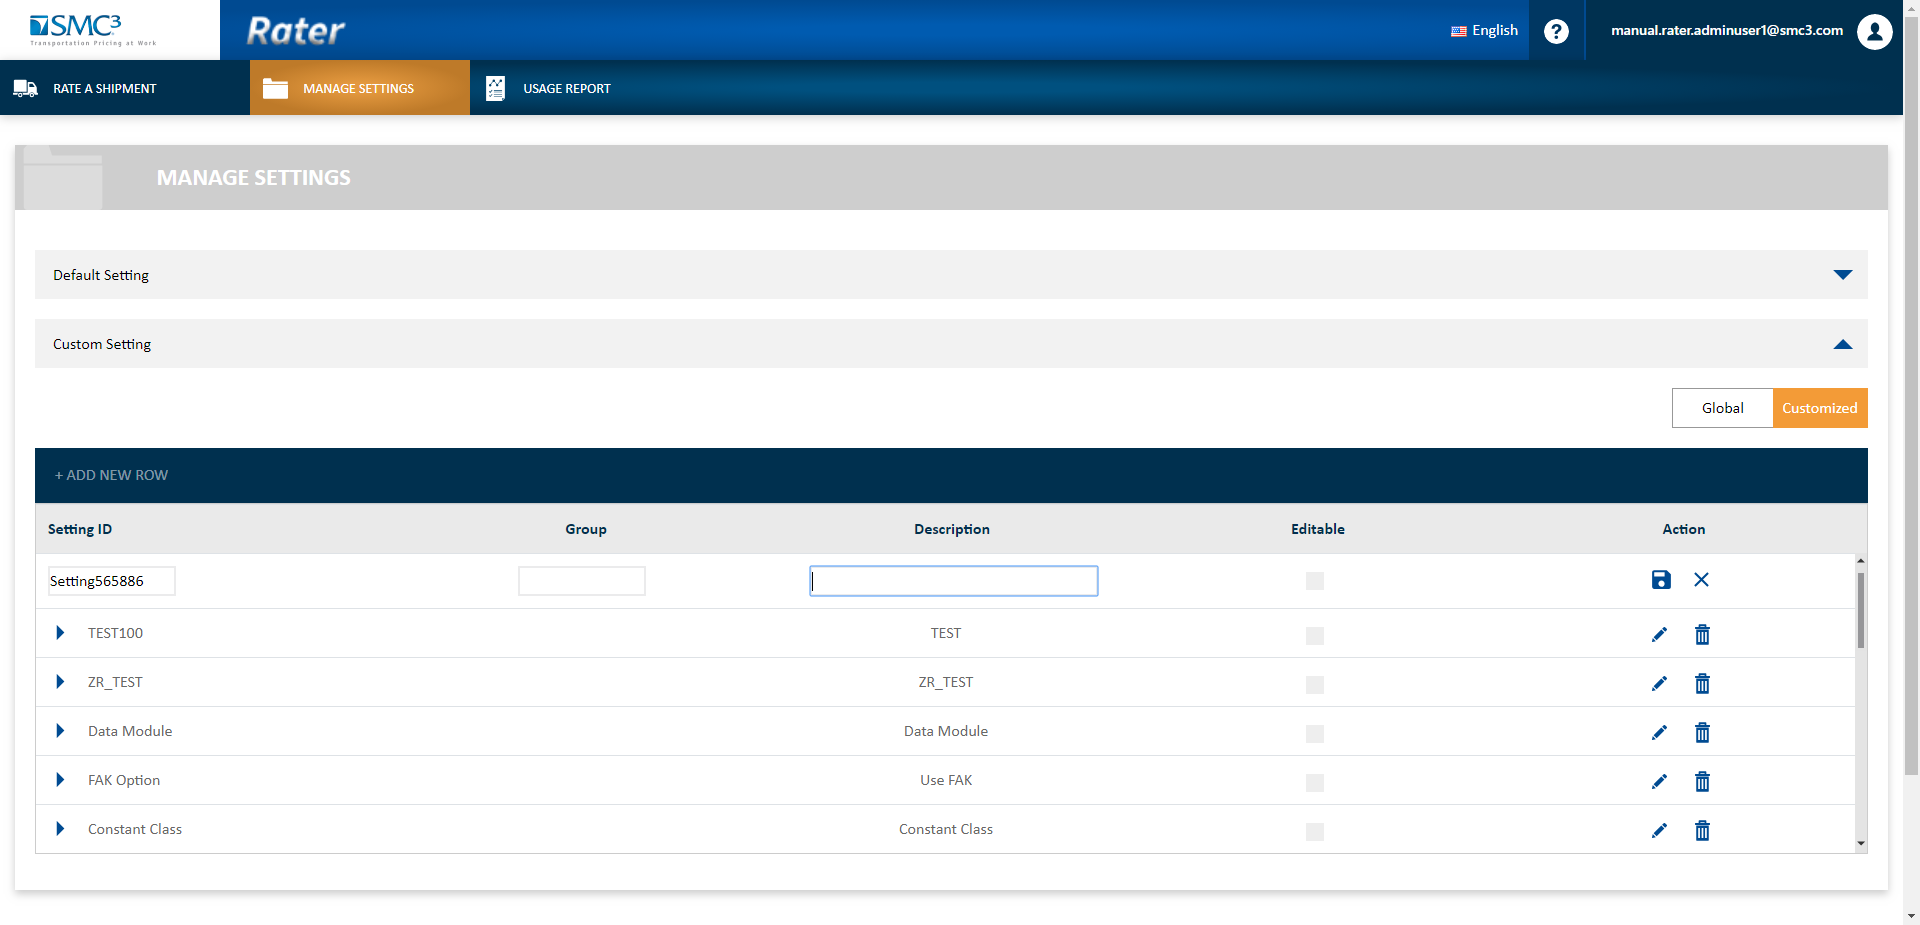 SMC³
Transportation Pricing at Work
Rater
English
?
manual.rater.adminuser1@smc3.com
RATE A SHIPMENT
MANAGE SETTINGS
USAGE REPORT
MANAGE SETTINGS
Default Setting
Custom Setting
Global
Customized
+ ADD NEW ROW
Setting ID Group Description Editable Action
Setting565886
TEST100 TEST
ZR_TEST ZR_TEST
Data Module Data Module
FAK Option Use FAK
Constant Class Constant Class